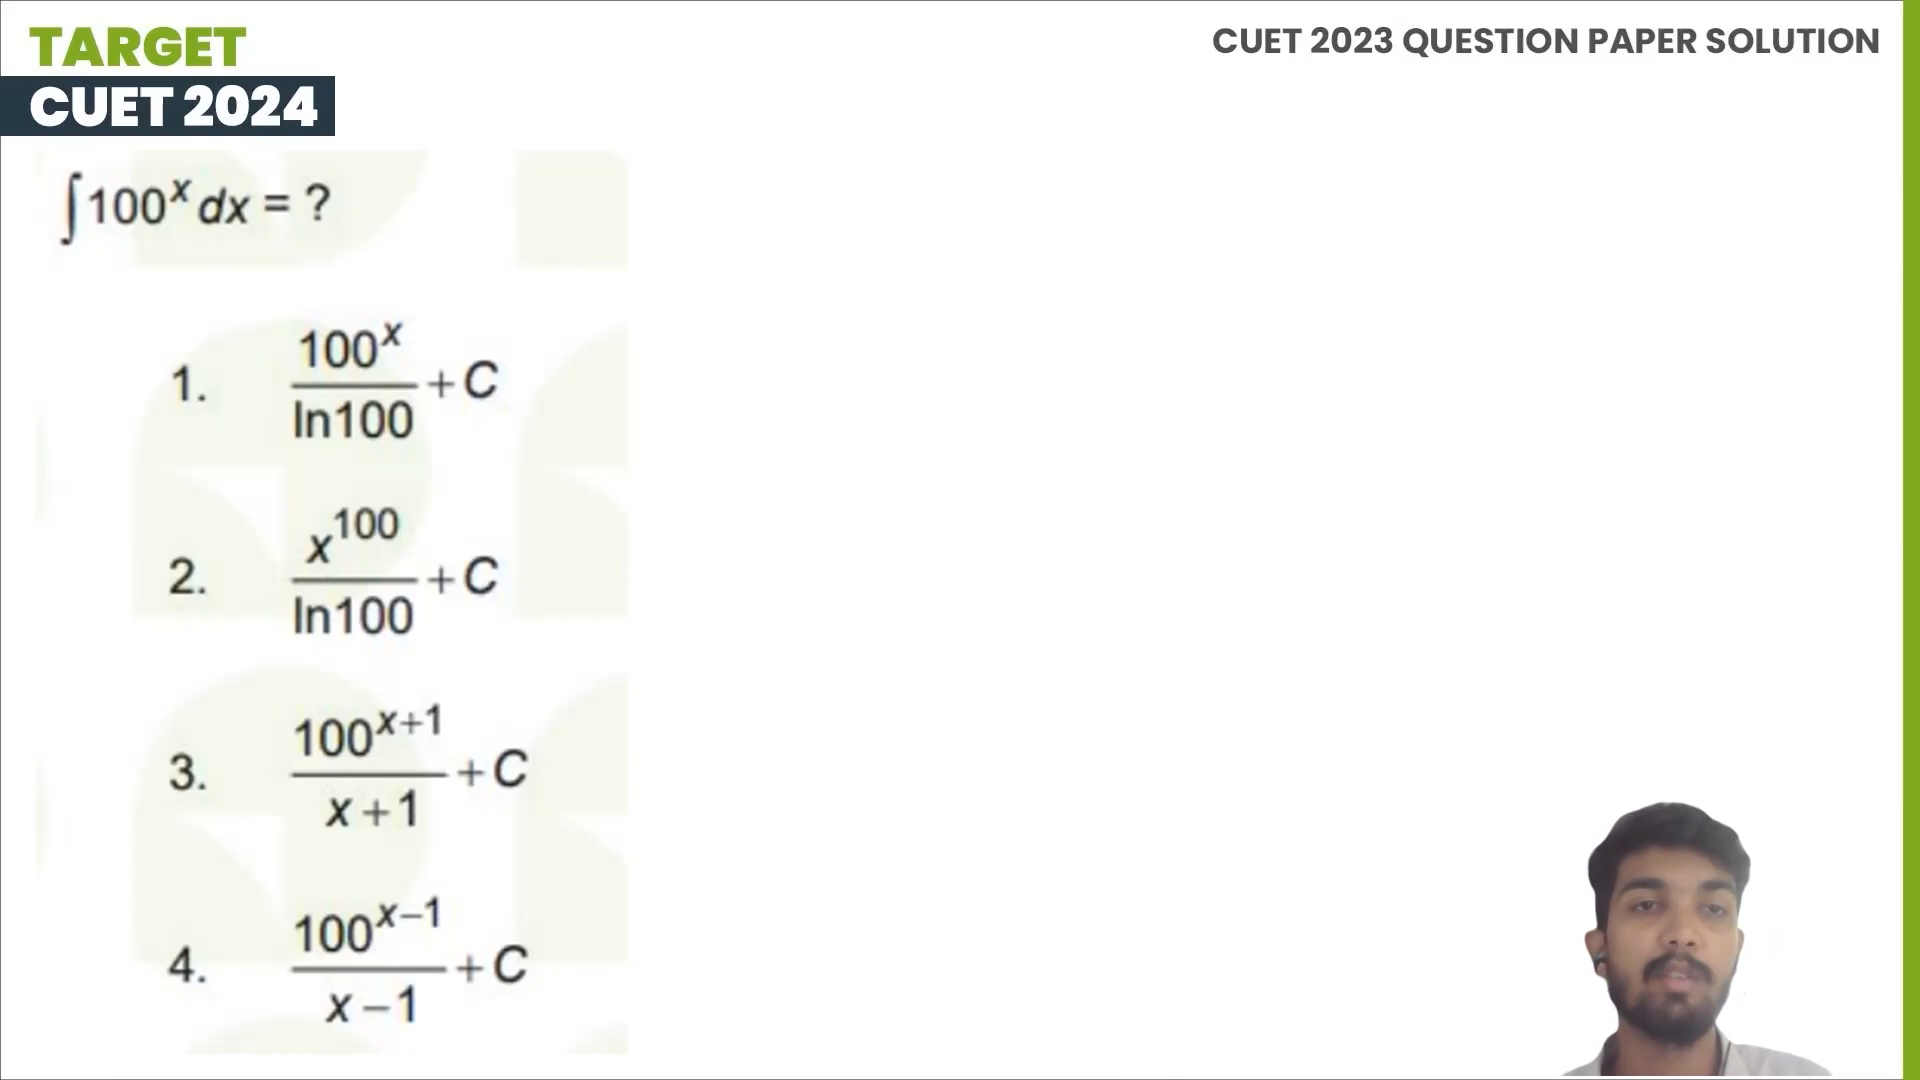 TARGET
CUET 2024
CUET 2023 QUESTION PAPER SOLUTION
∫100^x dx = ?
1. 100^x / ln100 + C
2. x^100 / ln100 + C
3. 100^(x+1) / x+1 + C
4. 100^(x−1) / x−1 + C